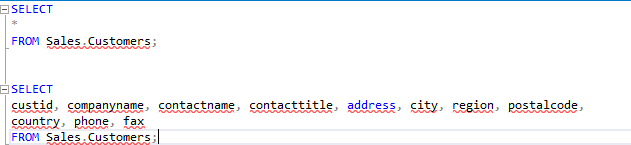 SELECT
*
FROM Sales.Customers;
SELECT
custid, companyname, contactname, contacttitle, address, city, region, postalcode,
country, phone, fax
FROM Sales.Customers;